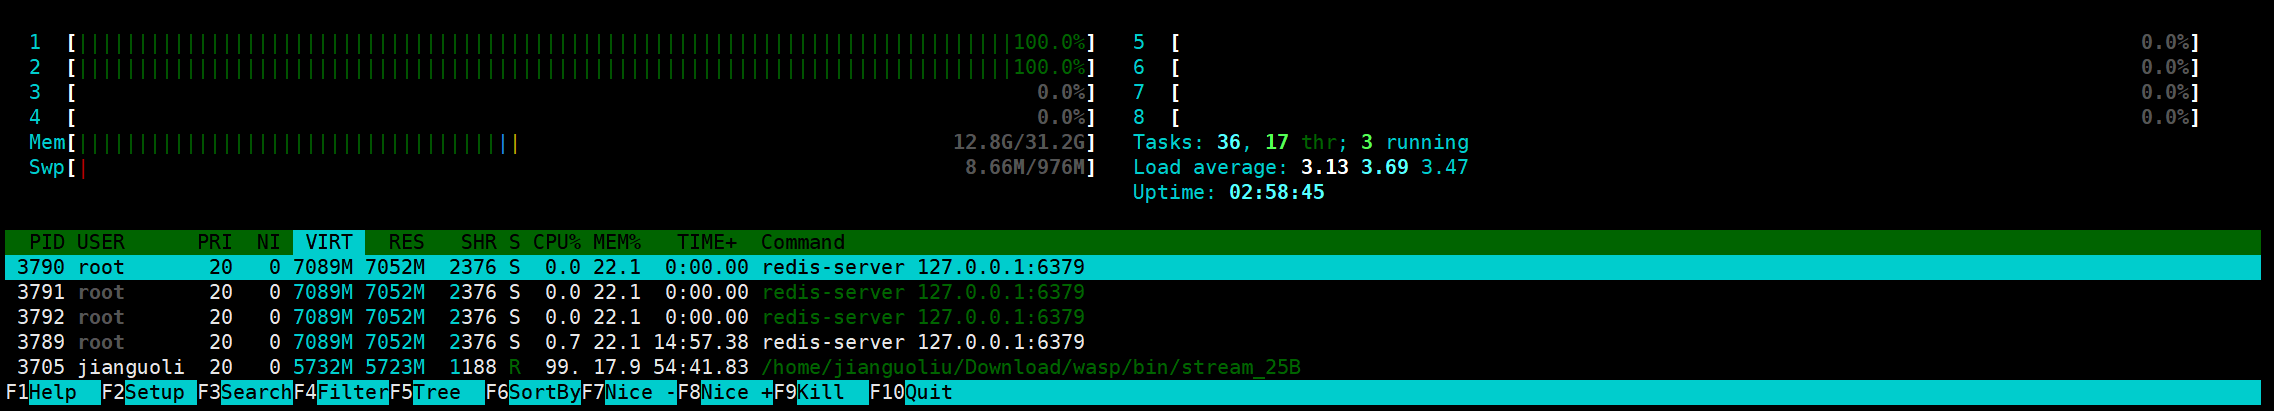 1 [100.0%] 5 [0.0%]
2 [100.0%] 6 [0.0%]
3 [0.0%] 7 [0.0%]
4 [0.0%] 8 [0.0%]
Mem[12.8G/31.2G] Tasks: 36, 17 thr; 3 running
Swp[8.66M/976M] Load average: 3.13 3.69 3.47
Uptime: 02:58:45
PID USER PRI NI VIRT RES SHR S CPU% MEM% TIME+ Command
3790 root 20 0 7089M 7052M 2376 S 0.0 22.1 0:00.00 redis-server 127.0.0.1:6379
3791 root 20 0 7089M 7052M 2376 S 0.0 22.1 0:00.00 redis-server 127.0.0.1:6379
3792 root 20 0 7089M 7052M 2376 S 0.0 22.1 0:00.00 redis-server 127.0.0.1:6379
3789 root 20 0 7089M 7052M 2376 S 0.7 22.1 14:57.38 redis-server 127.0.0.1:6379
3705 jianguoli 20 0 5732M 5723M 1188 R 99. 17.9 54:41.83 /home/jianguoliu/Download/wasp/bin/stream_25B
F1Help F2Setup F3SearchF4FilterF5Tree F6SortByF7Nice -F8Nice +F9Kill F10Quit